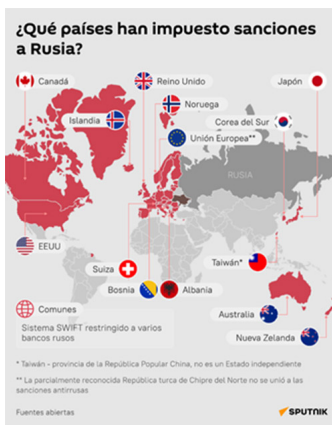 ¿Qué países han impuesto sanciones
a Rusia?
Canadá
Reino Unido
Japón
Noruega
Islandia
Corea del Sur
Unión Europea**
RUSIA
EEUU
Suiza
Taiwán*
Bosnia
Albania
Comunes
Australia
Sistema SWIFT restringido a varios
bancos rusos
Nueva Zelanda
* Taiwán - provincia de la República Popular China, no es un Estado independiente
** La parcialmente reconocida República turca de Chipre del Norte no se unió a las
sanciones antirrusas
Fuentes abiertas
SPUTNIK